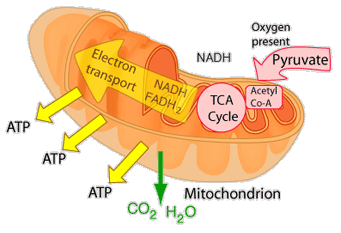 Oxygen
present
Pyruvate
NADH
Acetyl
Co-A
TCA
Cycle
NADH
FADH2
Electron
transport
ATP
ATP
ATP
Mitochondrion
CO2 H2O